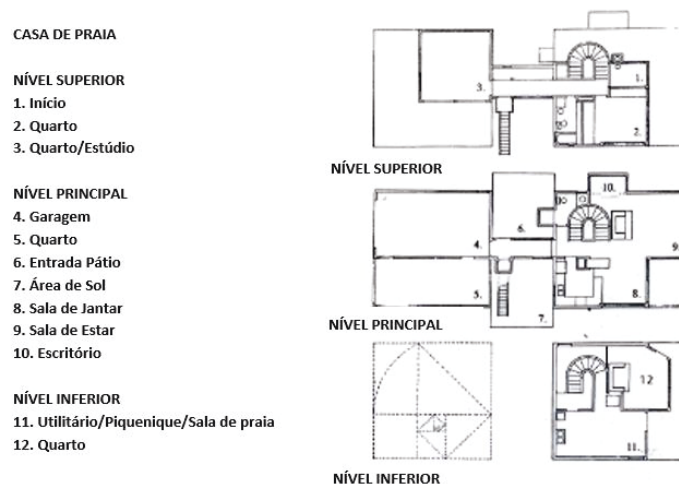 CASA DE PRAIA
NÍVEL SUPERIOR
1. Início
2. Quarto
3. Quarto/Estúdio
NÍVEL PRINCIPAL
4. Garagem
5. Quarto
6. Entrada Pátio
7. Área de Sol
8. Sala de Jantar
9. Sala de Estar
10. Escritório
NÍVEL INFERIOR
11. Utilitário/Piquenique/Sala de praia
12. Quarto
1.
3.
2.
NÍVEL SUPERIOR
10.
6.
4.
9.
5.
8.
7.
NÍVEL PRINCIPAL
12
11.
NÍVEL INFERIOR